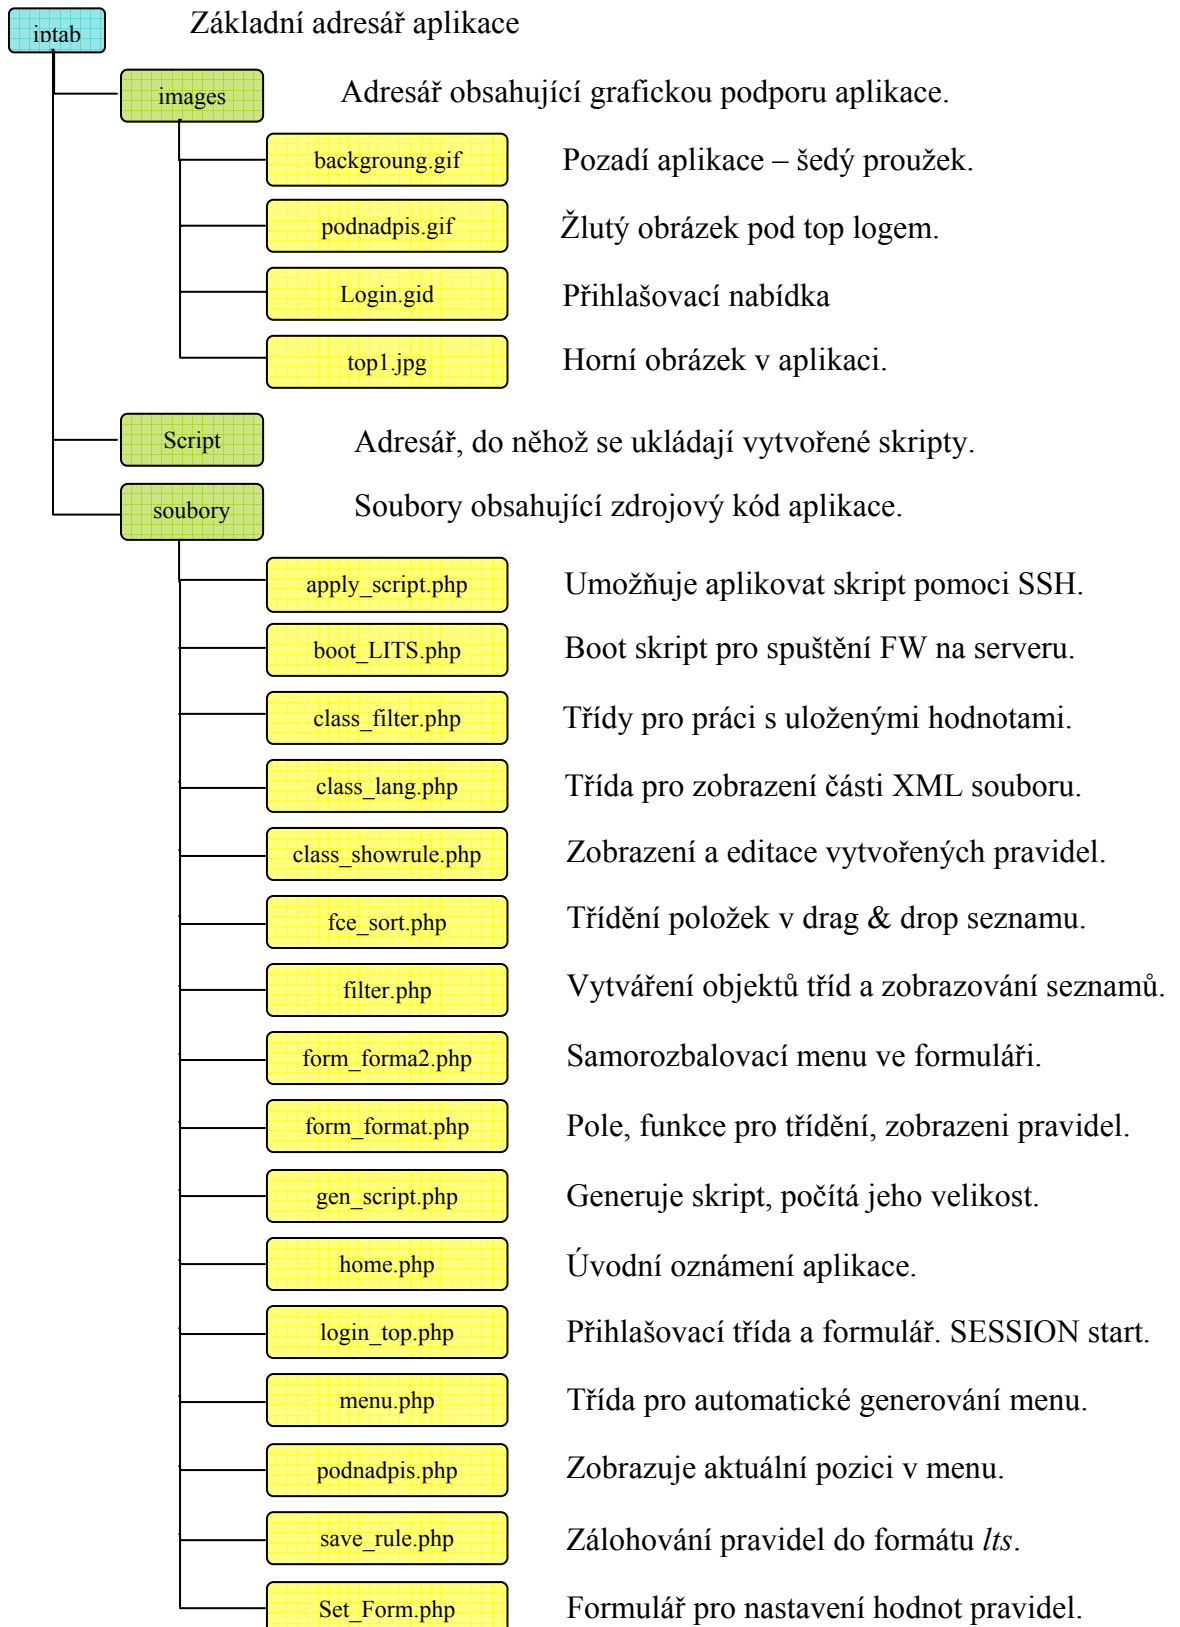 iptab Základní adresář aplikace
images Adresář obsahující grafickou podporu aplikace.
backgroung.gif Pozadí aplikace – šedý proužek.
podnadpis.gif Žlutý obrázek pod top logem.
Login.gid Přihlašovací nabídka
top1.jpg Horní obrázek v aplikaci.
Script Adresář, do něhož se ukládají vytvořené skripty.
soubory Soubory obsahující zdrojový kód aplikace.
apply_script.php Umožňuje aplikovat skript pomoci SSH.
boot_LITS.php Boot skript pro spuštění FW na serveru.
class_filter.php Třídy pro práci s uloženými hodnotami.
class_lang.php Třída pro zobrazení části XML souboru.
class_showrule.php Zobrazení a editace vytvořených pravidel.
fce_sort.php Třídění položek v drag & drop seznamu.
filter.php Vytváření objektů tříd a zobrazování seznamů.
form_forma2.php Samorozbalovací menu ve formuláři.
form_format.php Pole, funkce pro třídění, zobrazeni pravidel.
gen_script.php Generuje skript, počítá jeho velikost.
home.php Úvodní oznámení aplikace.
login_top.php Přihlašovací třída a formulář. SESSION start.
menu.php Třída pro automatické generování menu.
podnadpis.php Zobrazuje aktuální pozici v menu.
save_rule.php Zálohování pravidel do formátu lts.
Set_Form.php Formulář pro nastavení hodnot pravidel.